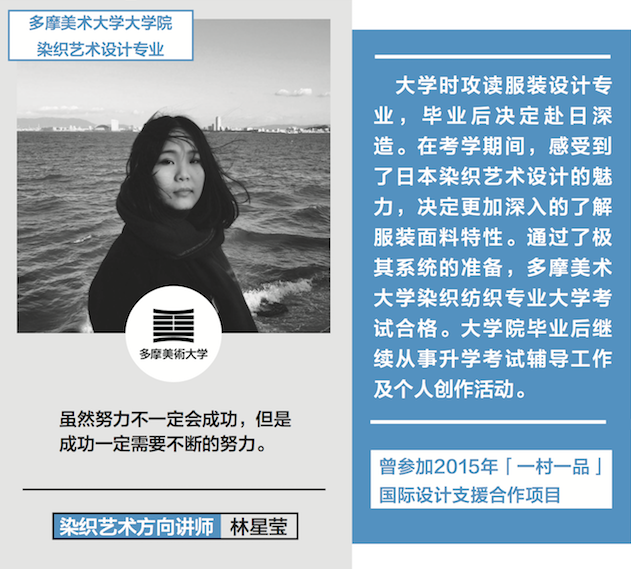 多摩美术大学大学院
染织艺术设计专业
多摩美術大学
虽然努力不一定会成功，但是
成功一定需要不断的努力。
染织艺术方向讲师 林星莹
大学时攻读服装设计专
业，毕业后决定赴日深
造。在考学期间，感受到
了日本染织艺术设计的魅
力，决定更加深入的了解
服装面料特性。通过了极
其系统的准备，多摩美术
大学染织纺织专业大学考
试合格。大学院毕业后继
续从事升学考试辅导工作
及个人创作活动。
曾参加2015年「一村一品」
国际设计支援合作项目